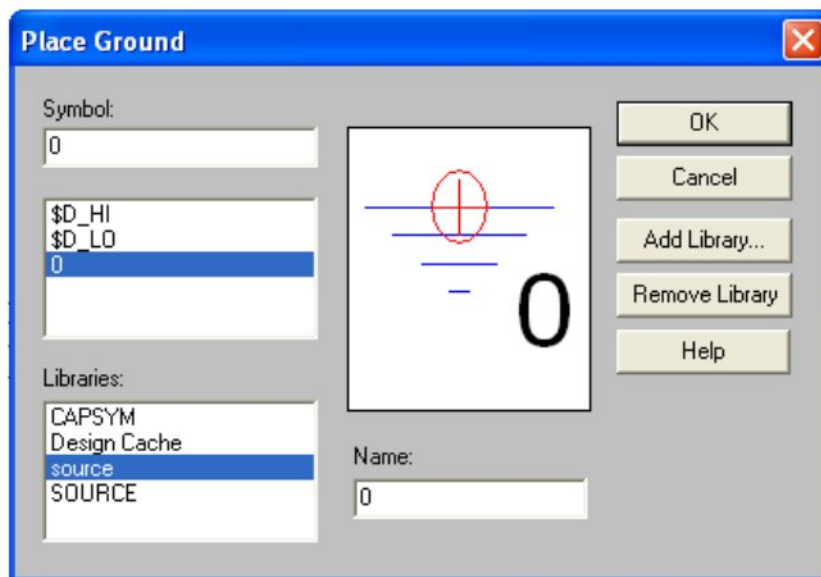 Place Ground
Symbol:
0
$D_HI
$D_LO
0
Libraries:
CAPSYM
Design Cache
source
SOURCE
0
Name:
0
OK
Cancel
Add Library...
Remove Library
Help